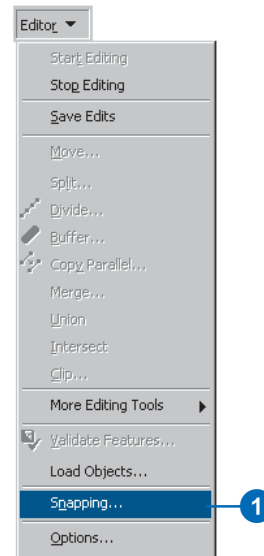 Editor
Start Editing
Stop Editing
Save Edits
Move...
Split...
Divide...
Buffer...
Copy Parallel...
Merge...
Union
Intersect
Clip...
More Editing Tools
Validate Features...
Load Objects...
Snapping...
1
Options...